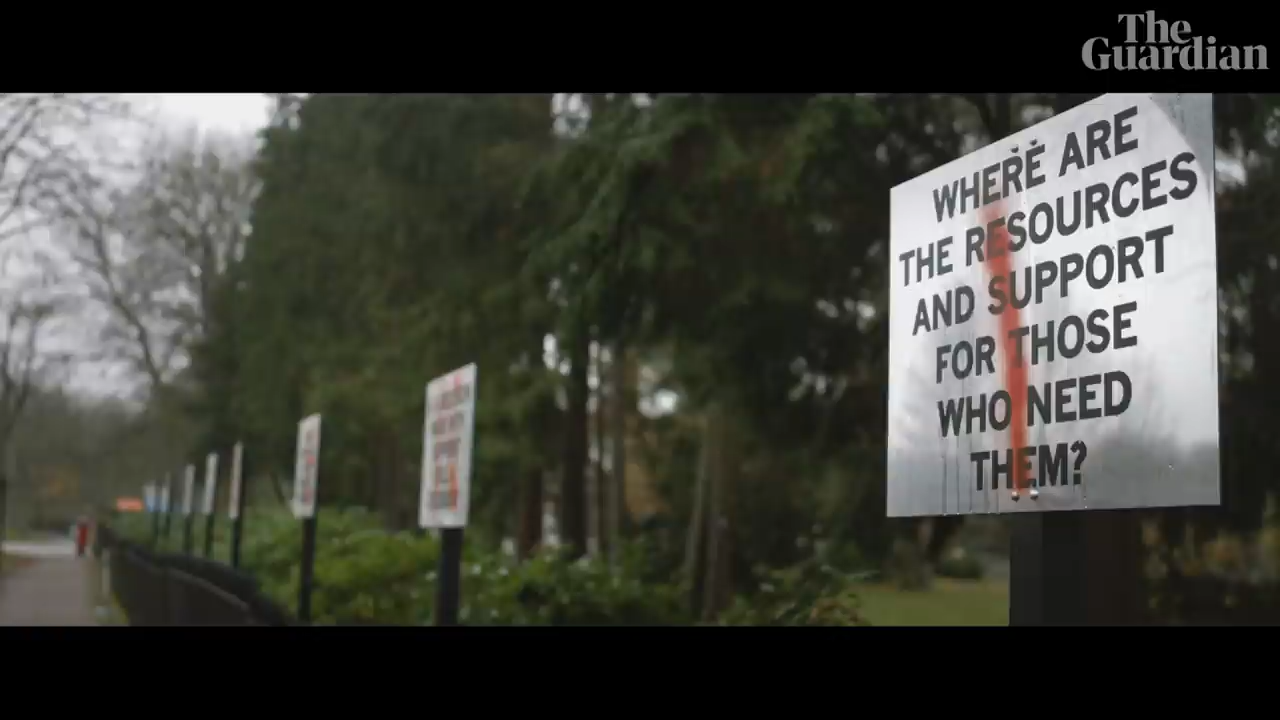 The
Guardian
WHERE ARE
THE RESOURCES
AND SUPPORT
FOR THOSE
WHO NEED
THEM?